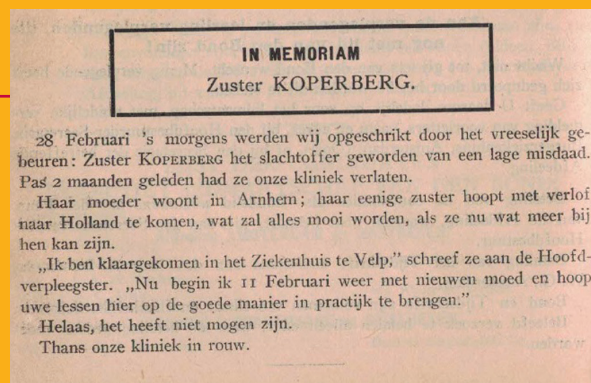 IN MEMORIAM
Zuster KOPERBERG.
28 Februari 's morgens werden wij opgeschrikt door het vreeselijk ge-
beuren: Zuster KOPERBERG het slachtoffer geworden van een lage misdaad.
Pas 2 maanden geleden had ze onze kliniek verlaten.
Haar moeder woont in Arnhem; haar eenige zuster hoopt met verlof
naar Holland te komen, wat zal alles mooi worden, als ze nu wat meer bij
hen kan zijn.
„Ik ben klaargekomen in het Ziekenhuis te Velp,” schreef ze aan de Hoofd-
verpleegster. „Nu begin ik 11 Februari weer met nieuwen moed en hoop
uwe lessen hier op de goede manier in practijk te brengen.”
Helaas, het heeft niet mogen zijn.
Thans onze kliniek in rouw.